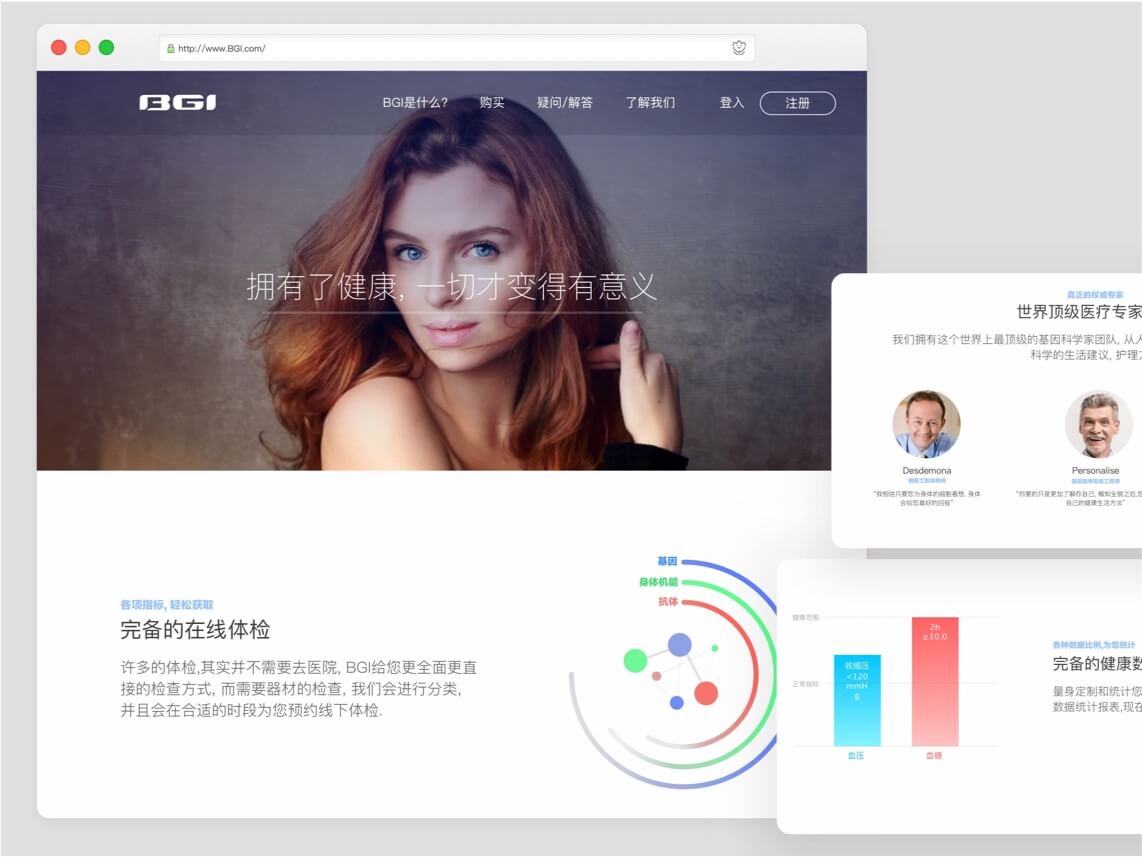 http://www.BGI.com/
BGI
BGI是什么?
购买
疑问/解答
了解我们
登入
注册
拥有了健康, 一切才变得有意义
各项指标, 轻松获取
完备的在线体检
许多的体检,其实并不需要去医院, BGI给您更全面更直
接的检查方式, 而需要器材的检查, 我们会进行分类,
并且会在合适的时段为您预约线下体检.
基因
身体机能
抗体
真正的权威专家
世界顶级医疗专家
我们拥有这个世界上最顶级的基因科学家团队, 从人
科学的生活建议, 护理
Desdemona
Personalise
"我相信只要您为身体的细胞着想, 身体
会给您最好的回报"
"你要的只是更加了解你自己, 概知全貌之后,您
自己的健康生活方法"
健康范围
正常指标
收缩压
<120
mmH
g
2h
≥10.0
血压
血糖
各种数据比例,为您统计
完备的健康数
量身定制和统计您
数据统计报表,现在